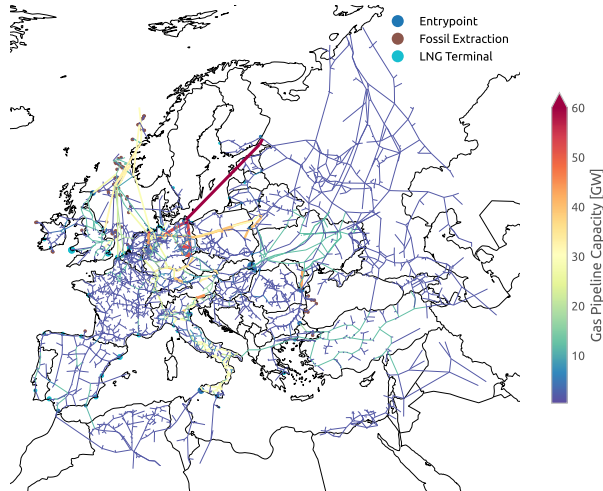 Entrypoint
Fossil Extraction
LNG Terminal
60
50
40
30
20
10
Gas Pipeline Capacity [GW]